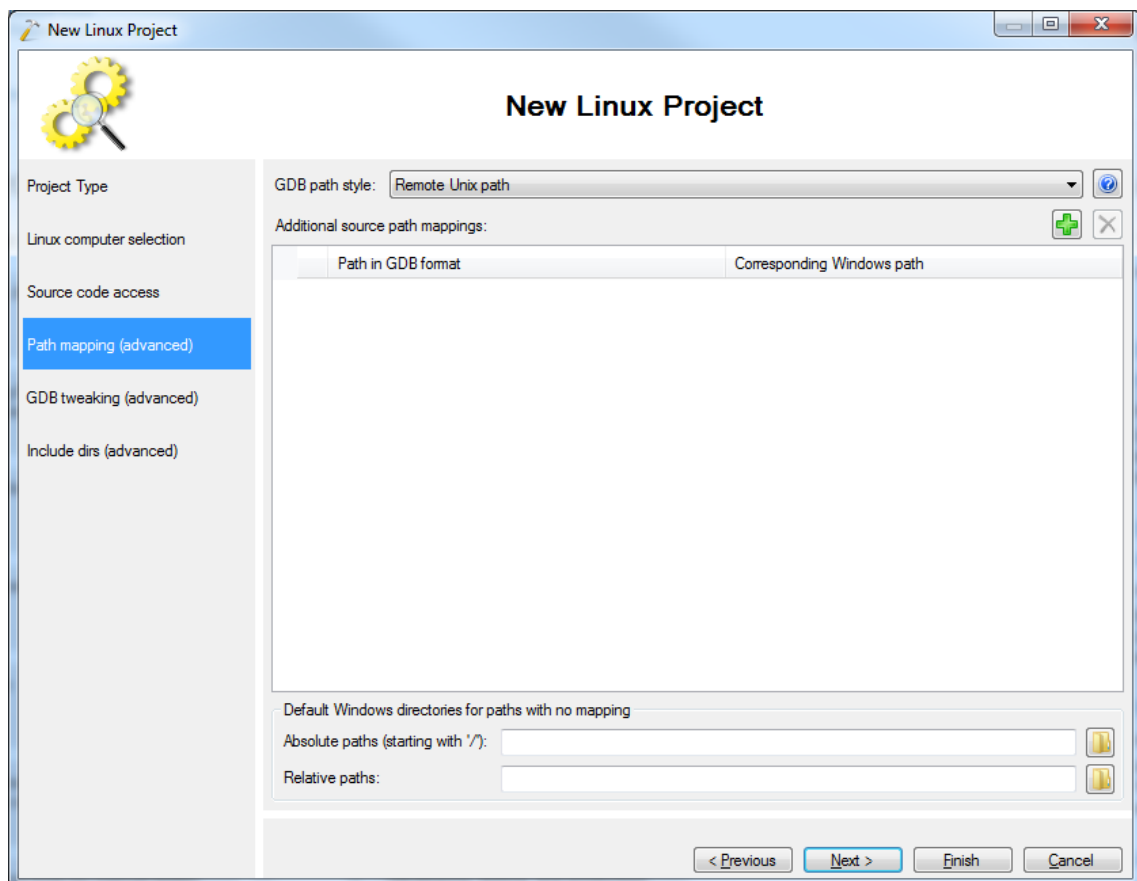 New Linux Project
New Linux Project
Project Type
Linux computer selection
Source code access
Path mapping (advanced)
GDB tweaking (advanced)
Include dirs (advanced)
GDB path style: Remote Unix path
Additional source path mappings:
Path in GDB format Corresponding Windows path
Default Windows directories for paths with no mapping
Absolute paths (starting with "/"):
Relative paths:
< Previous Next > Finish Cancel